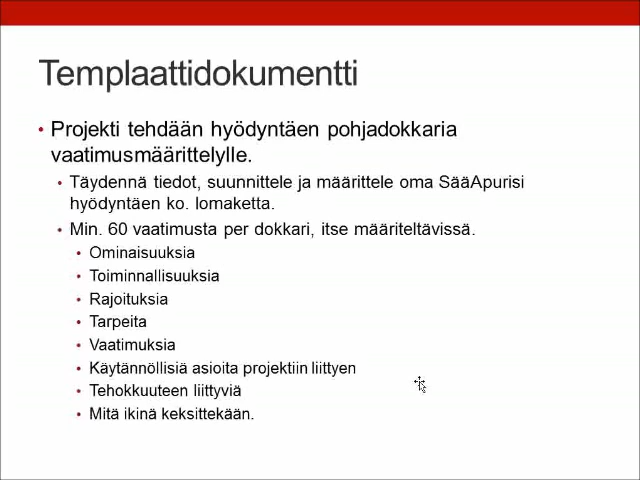 Templaattidokumentti
• Projekti tehdään hyödyntäen pohjadokkaria
vaatimusmäärittelylle.
• Täydennä tiedot, suunnittele ja määrittele oma SääApurisi
hyödyntäen ko. lomaketta.
• Min. 60 vaatimusta per dokkari, itse määriteltävissä.
• Ominaisuuksia
• Toiminnallisuuksia
• Rajoituksia
• Tarpeita
• Vaatimuksia
• Käytännöllisiä asioita projektiin liittyen
• Tehokkuuteen liittyviä
• Mitä ikinä keksittekään.